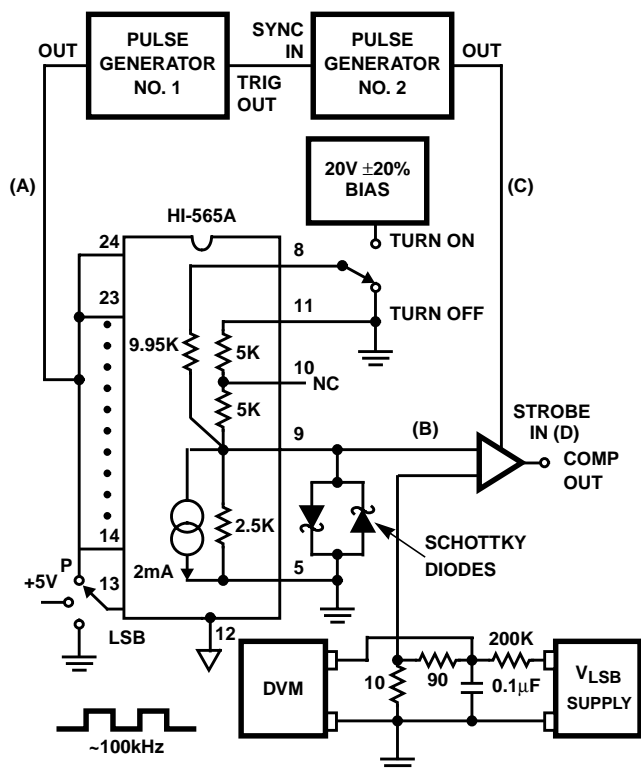 OUT
PULSE
GENERATOR
NO. 1
SYNC
IN
TRIG
OUT
PULSE
GENERATOR
NO. 2
OUT
(A)
20V ±20%
BIAS
(C)
HI-565A
24
8
TURN ON
23
11
TURN OFF
9.95K
5K
10
NC
5K
9
(B)
STROBE
IN (D)
COMP
OUT
14
2mA
2.5K
5
SCHOTTKY
DIODES
P
+5V
13
LSB
12
200K
DVM
10
90
0.1µF
VLSB
SUPPLY
~100kHz